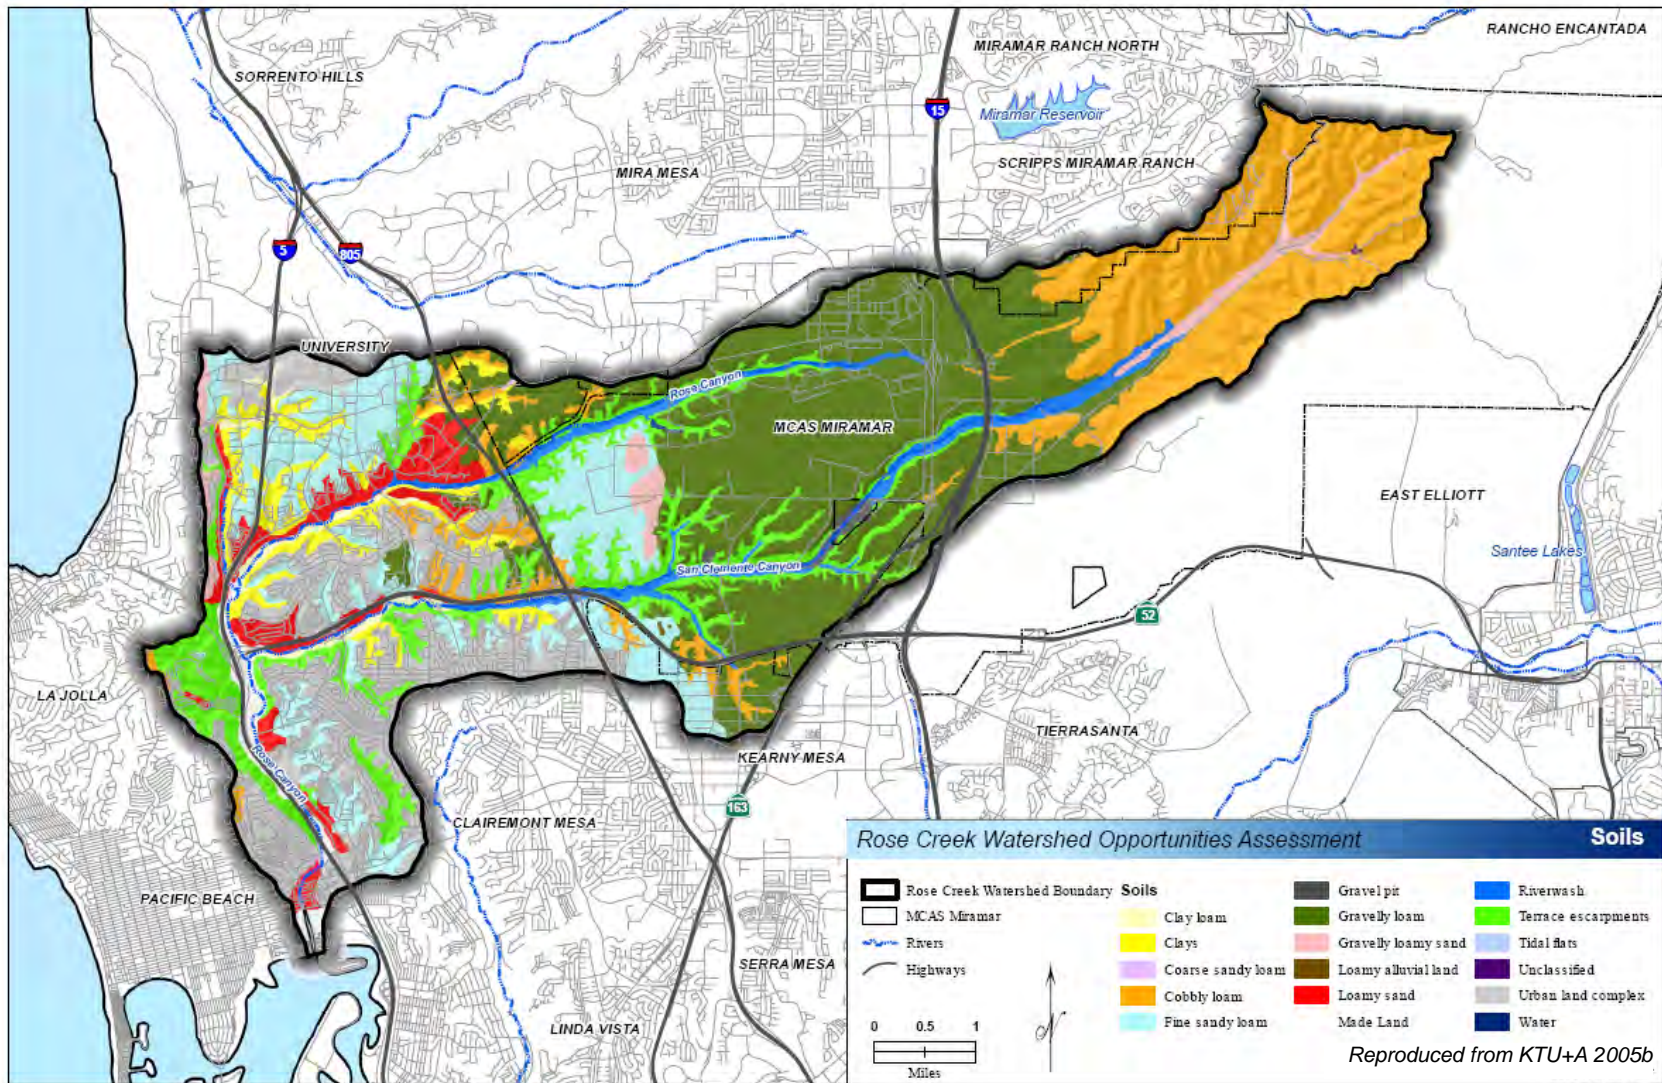 RANCHO ENCANTADA
MIRAMAR RANCH NORTH
SORRENTO HILLS
15
Miramar Reservoir
SCRIPPS MIRAMAR RANCH
MIRA MESA
5
805
UNIVERSITY
Rose Canyon
MCAS MIRAMAR
EAST ELLIOTT
Santee Lakes
San Clemente Canyon
52
LA JOLLA
TIERRASANTA
Rose Canyon
KEARNY MESA
163
CLAIREMONT MESA
PACIFIC BEACH
SERRA MESA
LINDA VISTA
Rose Creek Watershed Opportunities Assessment Soils
Rose Creek Watershed Boundary
MCAS Miramar
Rivers
Highways
0 0.5 1
Miles
N
Soils
Clay loam
Clays
Coarse sandy loam
Cobbly loam
Fine sandy loam
Gravel pit
Gravelly loam
Gravelly loamy sand
Loamy alluvial land
Loamy sand
Made Land
Riverwash
Terrace escarpments
Tidal flats
Unclassified
Urban land complex
Water
Reproduced from KTU+A 2005b